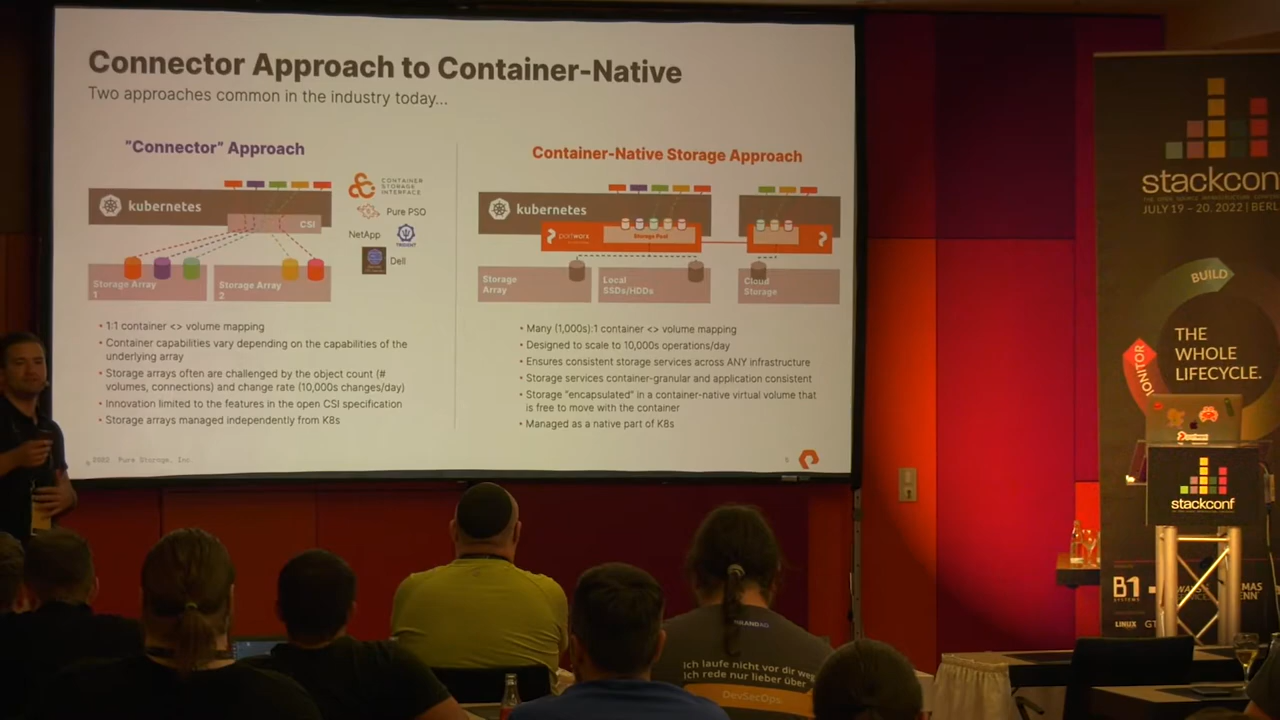 Connector Approach to Container-Native
Two approaches common in the industry today...
"Connector" Approach
kubernetes
CSI
Storage Array
1
Storage Array
2
CONTAINER
STORAGE
INTERFACE
Pure PSO
NetApp
TRIDENT
Dell
• 1:1 container <> volume mapping
• Container capabilities vary depending on the capabilities of the
underlying array
• Storage arrays often are challenged by the object count (#
volumes, connections) and change rate (10,000s changes/day)
• Innovation limited to the features in the open CSI specification
• Storage arrays managed independently from K8s
Container-Native Storage Approach
kubernetes
portworx
Storage Pool
Storage
Array
Local
SSDs/HDDs
Cloud
Storage
• Many (1,000s):1 container <> volume mapping
• Designed to scale to 10,000s operations/day
• Ensures consistent storage services across ANY infrastructure
• Storage services container-granular and application consistent
• Storage "encapsulated" in a container-native virtual volume that
is free to move with the container
• Managed as a native part of K8s
2022 Pure Storage, Inc
stackconf
THE OPEN SOURCE INFRASTRUCTURE CONFERENCE
JULY 19 – 20, 2022 | BERL
BUILD
MONITOR
THE
WHOLE
LIFECYCLE.
portworx
stackconf
B1
SYSTEMS
LINUX
Ich laufe nicht vor dir weg
Ich rede nur lieber über
DevSecOps